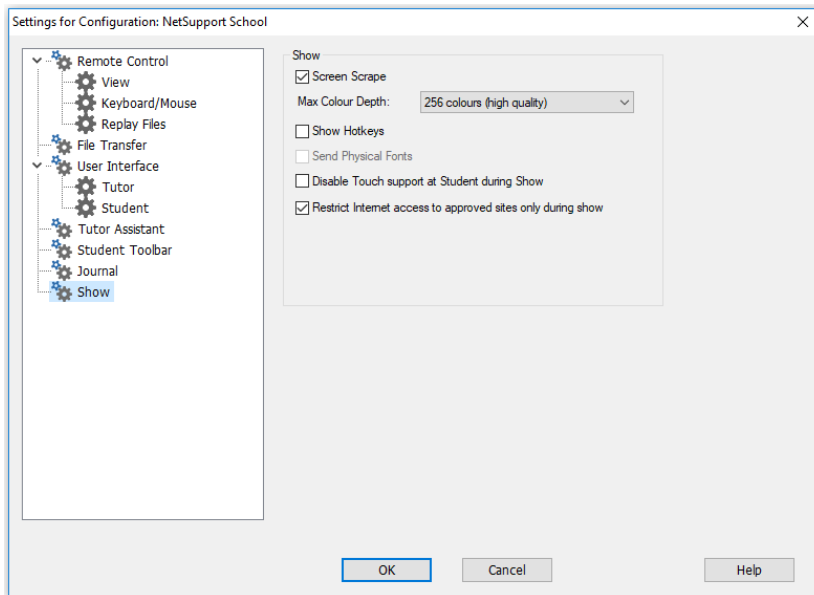 Settings for Configuration: NetSupport School
Remote Control
View
Keyboard/Mouse
Replay Files
File Transfer
User Interface
Tutor
Student
Tutor Assistant
Student Toolbar
Journal
Show
Show
Screen Scrape
Max Colour Depth: 256 colours (high quality)
Show Hotkeys
Send Physical Fonts
Disable Touch support at Student during Show
Restrict Internet access to approved sites only during show
OK Cancel Help